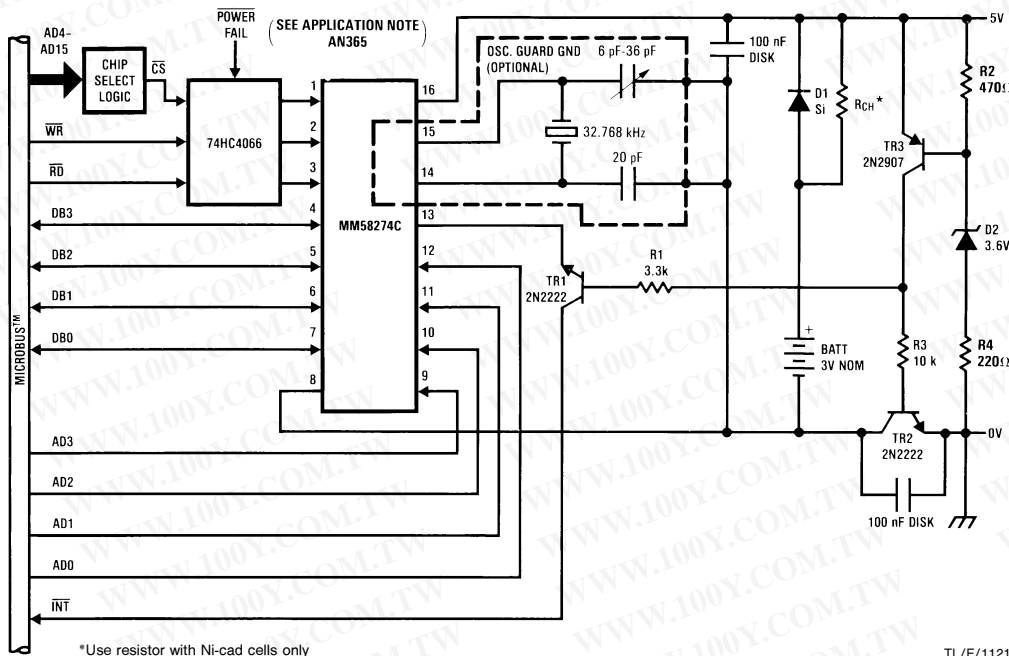 POWER
FAIL
(SEE APPLICATION NOTE
AN365)
AD4-
AD15
CHIP
SELECT
LOGIC
CS
WR
RD
74HC4066
DB3
DB2
DB1
DB0
MICROBUS™
AD3
AD2
AD1
AD0
INT
1
2
3
4
5
6
7
8
MM58274C
16
15
14
13
12
11
10
9
OSC. GUARD GND
(OPTIONAL)
6 pF-36 pF
32.768 kHz
20 pF
100 nF
DISK
D1
Si
RCH*
5V
R2
470Ω
TR3
2N2907
D2
3.6V
R1
3.3k
TR1
2N2222
+
BATT
3V NOM
R3
10 k
R4
220Ω
0V
TR2
2N2222
100 nF DISK
*Use resistor with Ni-cad cells only
TL/F/1121
WWW.100Y.COM.TW